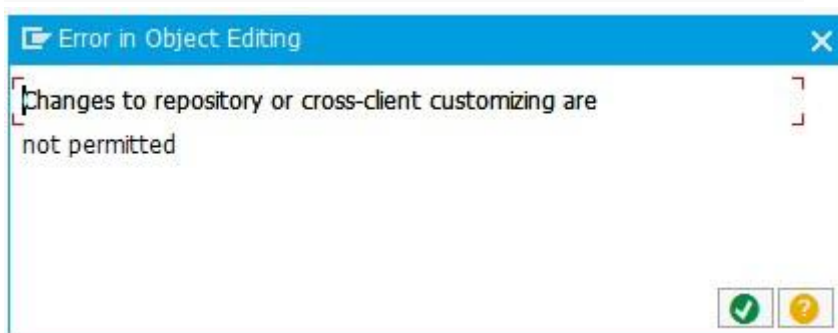 Error in Object Editing
Changes to repository or cross-client customizing are
not permitted